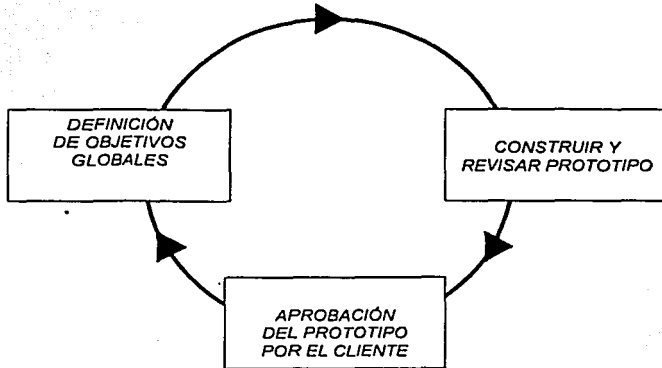 DEFINICIÓN
DE OBJETIVOS
GLOBALES
CONSTRUIR Y
REVISAR PROTOTIPO
APROBACIÓN
DEL PROTOTIPO
POR EL CLIENTE